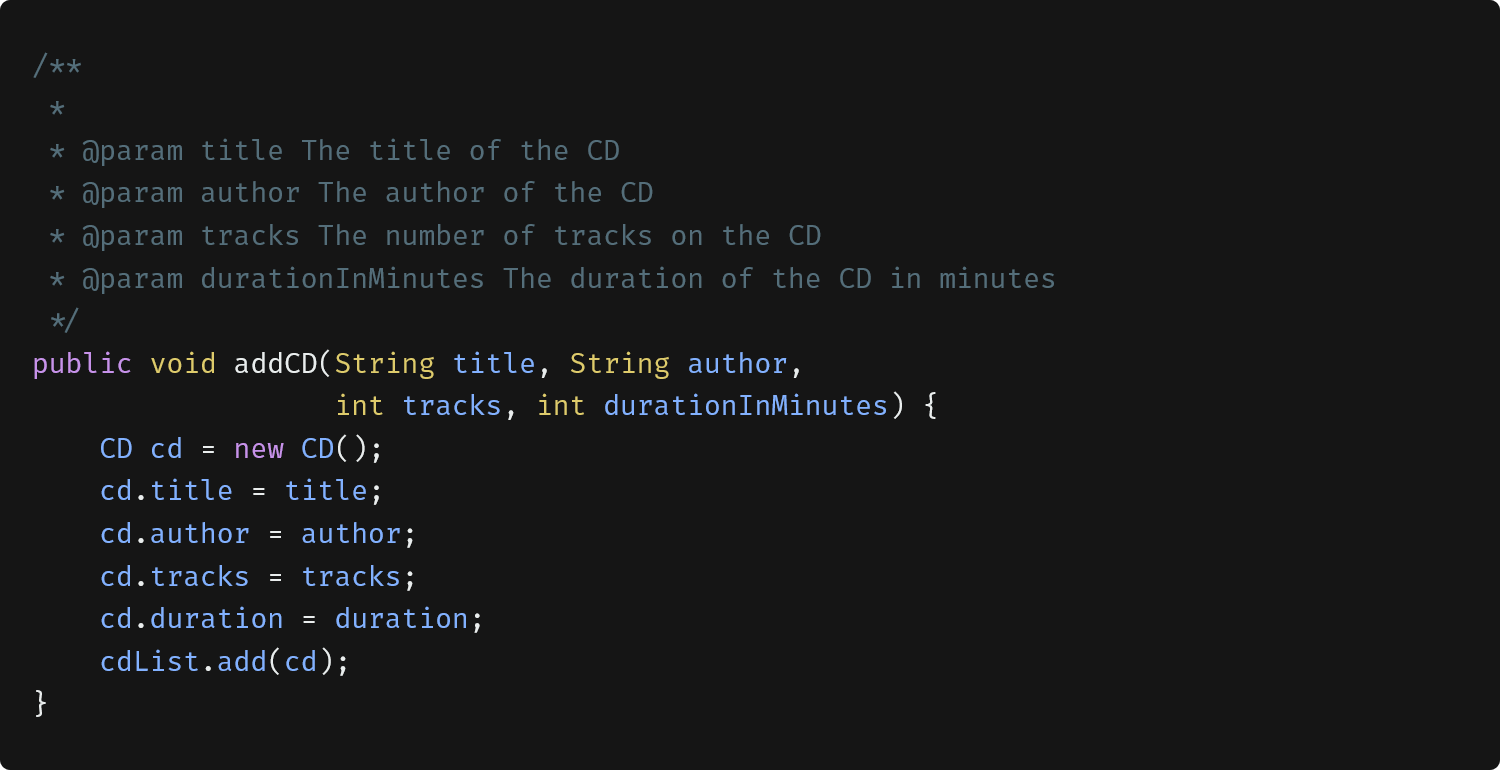 /**
 *
 * @param title The title of the CD
 * @param author The author of the CD
 * @param tracks The number of tracks on the CD
 * @param durationInMinutes The duration of the CD in minutes
 */
public void addCD(String title, String author,
                  int tracks, int durationInMinutes) {
    CD cd = new CD();
    cd.title = title;
    cd.author = author;
    cd.tracks = tracks;
    cd.duration = duration;
    cdList.add(cd);
}